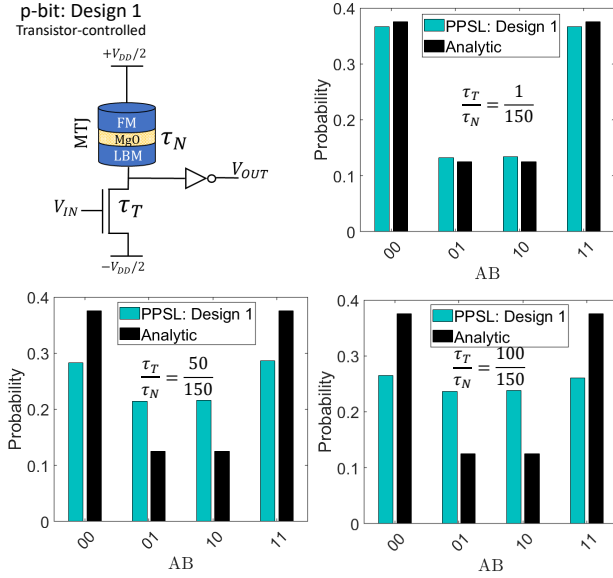 p-bit: Design 1
Transistor-controlled
+V_DD/2
MTJ
FM
MgO
LBM
τ_N
V_OUT
V_IN
τ_T
−V_DD/2
Probability
0.4
0.3
0.2
0.1
0
PPSL: Design 1
Analytic
τ_T/τ_N = 1/150
00 01 10 11
AB
Probability
0.4
0.3
0.2
0.1
0
PPSL: Design 1
Analytic
τ_T/τ_N = 50/150
00 01 10 11
AB
Probability
0.4
0.3
0.2
0.1
0
PPSL: Design 1
Analytic
τ_T/τ_N = 100/150
00 01 10 11
AB